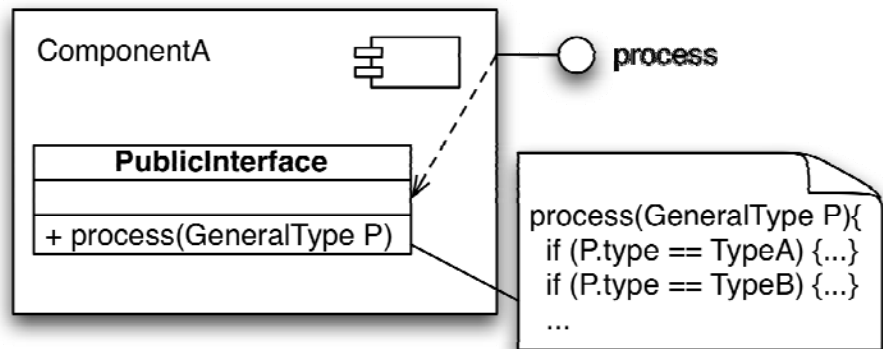 ComponentA
process
PublicInterface
+ process(GeneralType P)
process(GeneralType P){
if (P.type == TypeA) {...}
if (P.type == TypeB) {...}
...